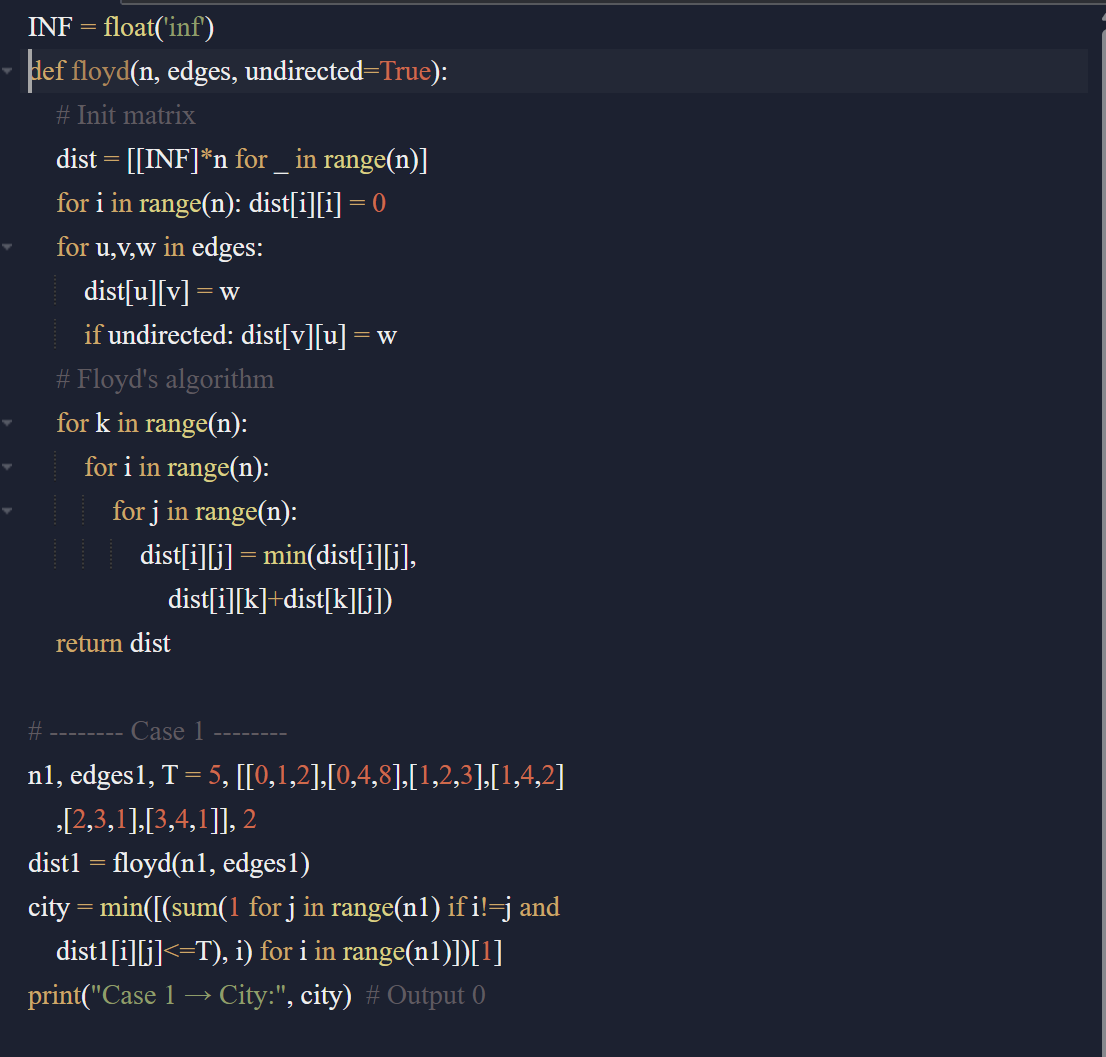 INF = float('inf')
def floyd(n, edges, undirected=True):
    # Init matrix
    dist = [[INF]*n for _ in range(n)]
    for i in range(n): dist[i][i] = 0
    for u,v,w in edges:
        dist[u][v] = w
        if undirected: dist[v][u] = w
    # Floyd's algorithm
    for k in range(n):
        for i in range(n):
            for j in range(n):
                dist[i][j] = min(dist[i][j],
                    dist[i][k]+dist[k][j])
    return dist

# -------- Case 1 --------
n1, edges1, T = 5, [[0,1,2],[0,4,8],[1,2,3],[1,4,2]
    ,[2,3,1],[3,4,1]], 2
dist1 = floyd(n1, edges1)
city = min([(sum(1 for j in range(n1) if i!=j and
    dist1[i][j]<=T), i) for i in range(n1)])[1]
print("Case 1 → City:", city)  # Output 0